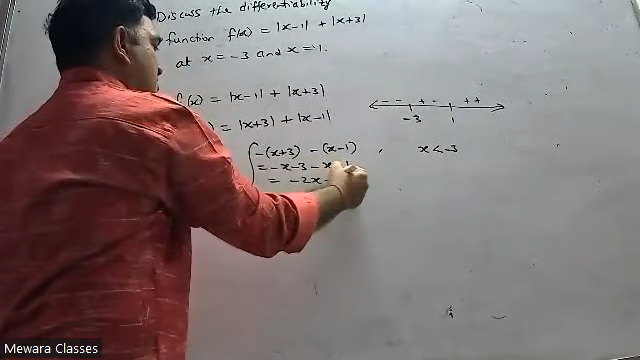 Discuss the differentiability
function f(x) = |x-1| + |x+3|
at x = -3 and x = 1.
f(x) = |x-1| + |x+3|
) = |x+3| + |x-1|
- - + - + +
-3 1
-(x+3) - (x-1) , x < -3
= -x-3 - x
= -2x -
Mewara Classes